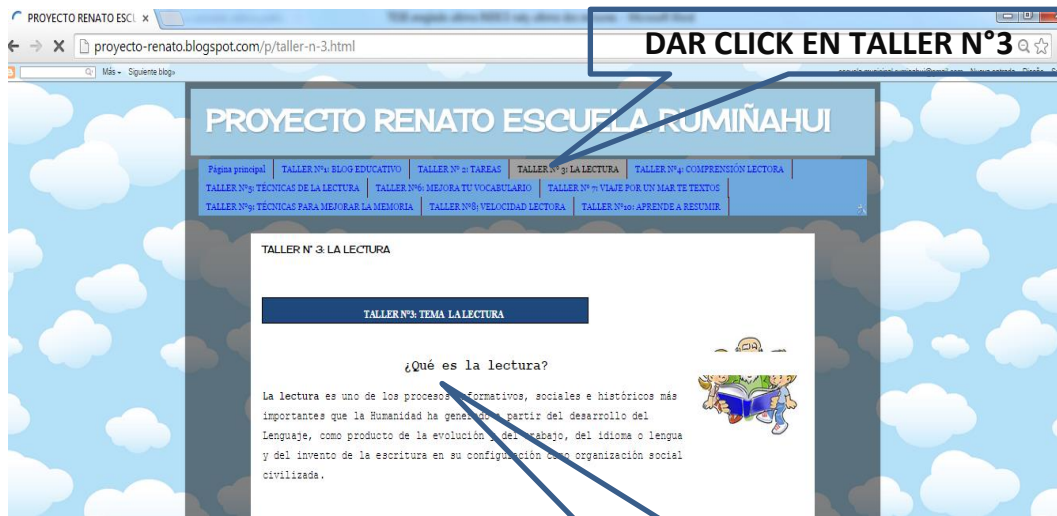 PROYECTO RENATO ESCU
proyecto-renato.blogspot.com/p/taller-n-3.html
DAR CLICK EN TALLER N°3
Más Siguiente blog»
PROYECTO RENATO ESCUELA RUMIÑAHUI
Página principal TALLER Nº1: BLOG EDUCATIVO TALLER Nº 2: TAREAS TALLER Nº 3: LA LECTURA TALLER Nº4: COMPRENSIÓN LECTORA
TALLER Nº5: TÉCNICAS DE LA LECTURA TALLER Nº6: MEJORA TU VOCABULARIO TALLER Nº 7: VIAJE POR UN MAR TE TEXTOS
TALLER Nº9: TÉCNICAS PARA MEJORAR LA MEMORIA TALLER Nº8; VELOCIDAD LECTORA TALLER Nº10: APRENDE A RESUMIR
TALLER N° 3: LA LECTURA
TALLER Nº3: TEMA LA LECTURA
¿Qué es la lectura?
La lectura es uno de los procesos informativos, sociales e históricos más
importantes que la Humanidad ha generado a partir del desarrollo del
Lenguaje, como producto de la evolución y del trabajo, del idioma o lengua
y del invento de la escritura en su configuración como organización social
civilizada.